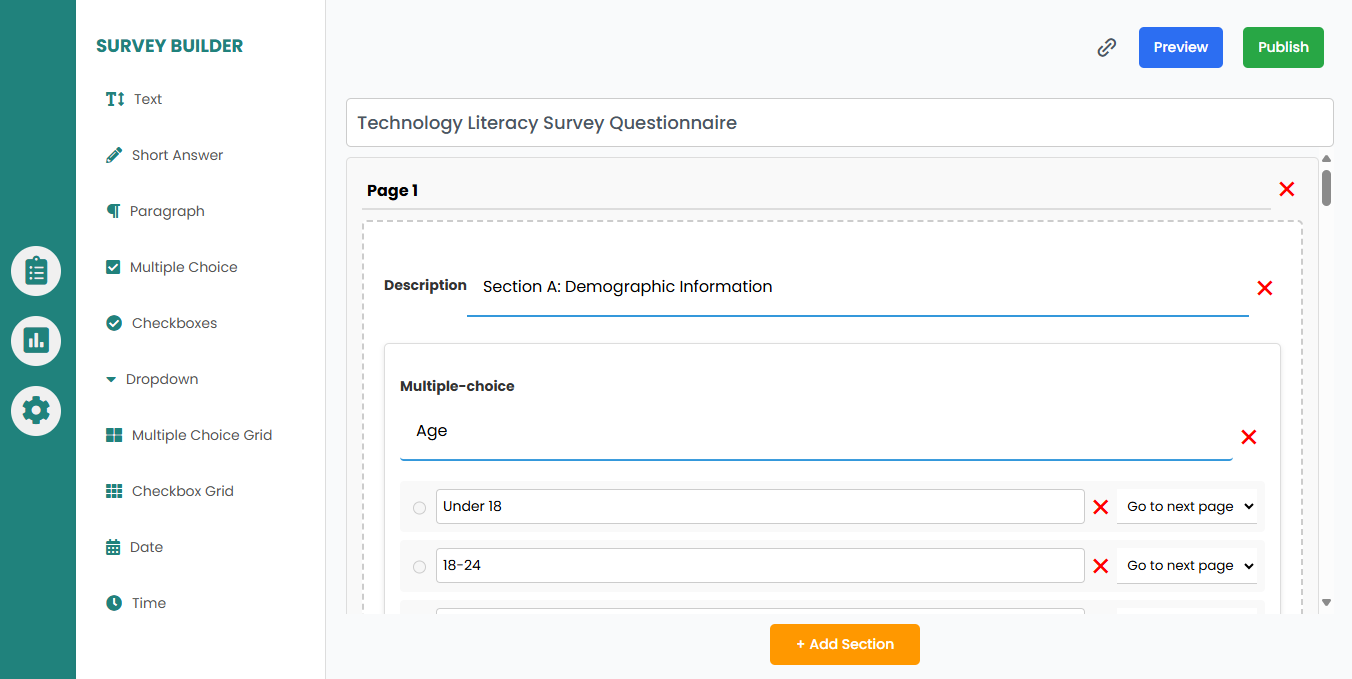 SURVEY BUILDER
Text
Short Answer
Paragraph
Multiple Choice
Checkboxes
Dropdown
Multiple Choice Grid
Checkbox Grid
Date
Time
Preview
Publish
Technology Literacy Survey Questionnaire
Page 1
Description Section A: Demographic Information
Multiple-choice
Age
Under 18 Go to next page
18-24 Go to next page
+ Add Section